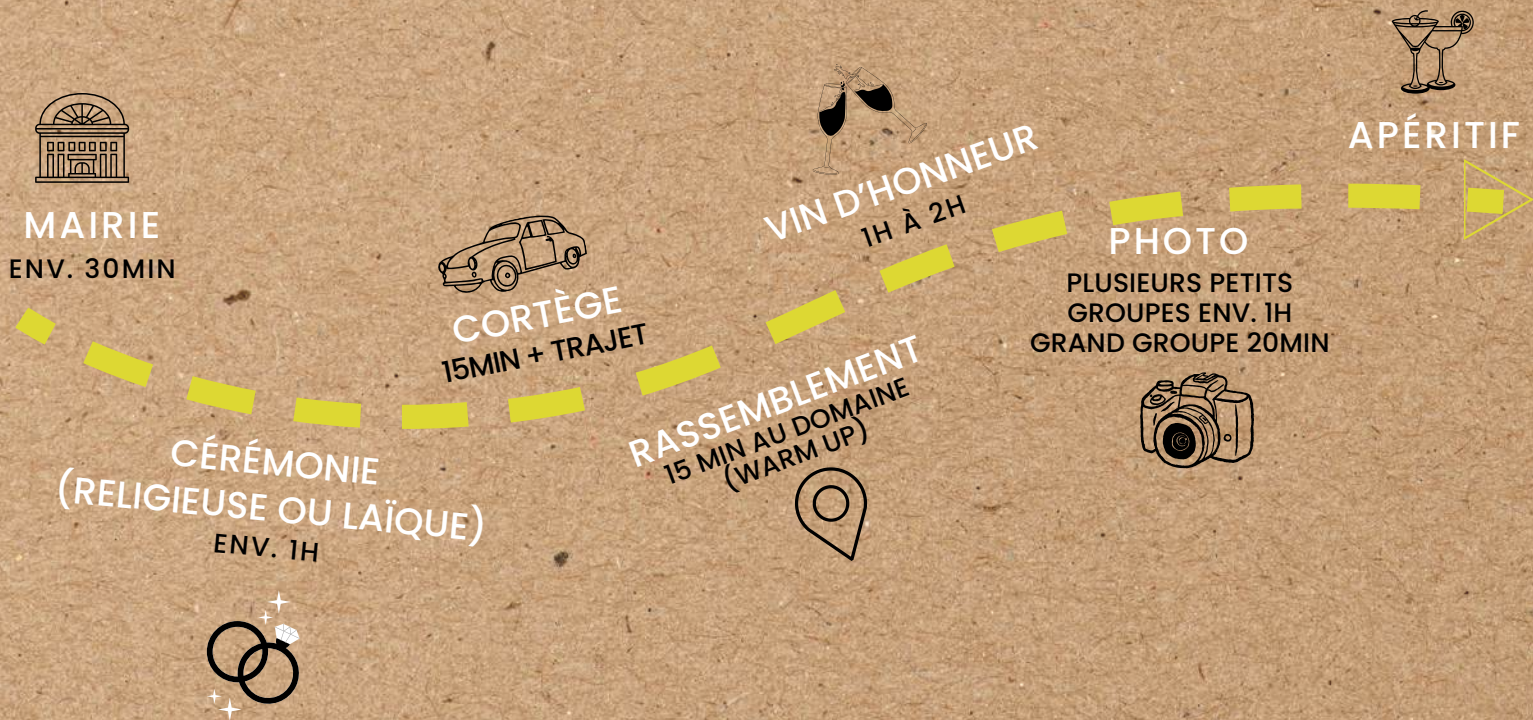 MAIRIE
ENV. 30MIN
CÉRÉMONIE
(RELIGIEUSE OU LAÏQUE)
ENV. 1H
CORTÈGE
15MIN + TRAJET
RASSEMBLEMENT
15 MIN AU DOMAINE
(WARM UP)
VIN D'HONNEUR
1H À 2H
PHOTO
PLUSIEURS PETITS
GROUPES ENV. 1H
GRAND GROUPE 20MIN
APÉRITIF